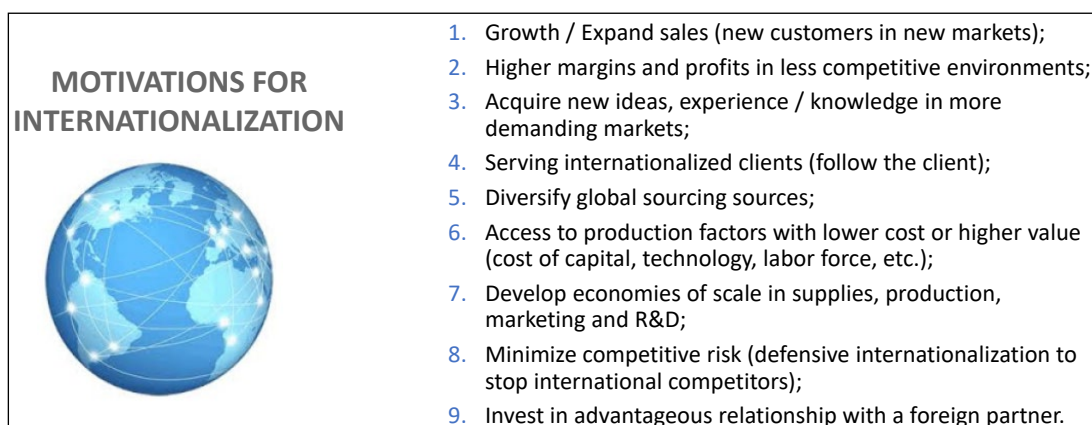 MOTIVATIONS FOR
INTERNATIONALIZATION
1. Growth / Expand sales (new customers in new markets);
2. Higher margins and profits in less competitive environments;
3. Acquire new ideas, experience / knowledge in more
demanding markets;
4. Serving internationalized clients (follow the client);
5. Diversify global sourcing sources;
6. Access to production factors with lower cost or higher value
(cost of capital, technology, labor force, etc.);
7. Develop economies of scale in supplies, production,
marketing and R&D;
8. Minimize competitive risk (defensive internationalization to
stop international competitors);
9. Invest in advantageous relationship with a foreign partner.